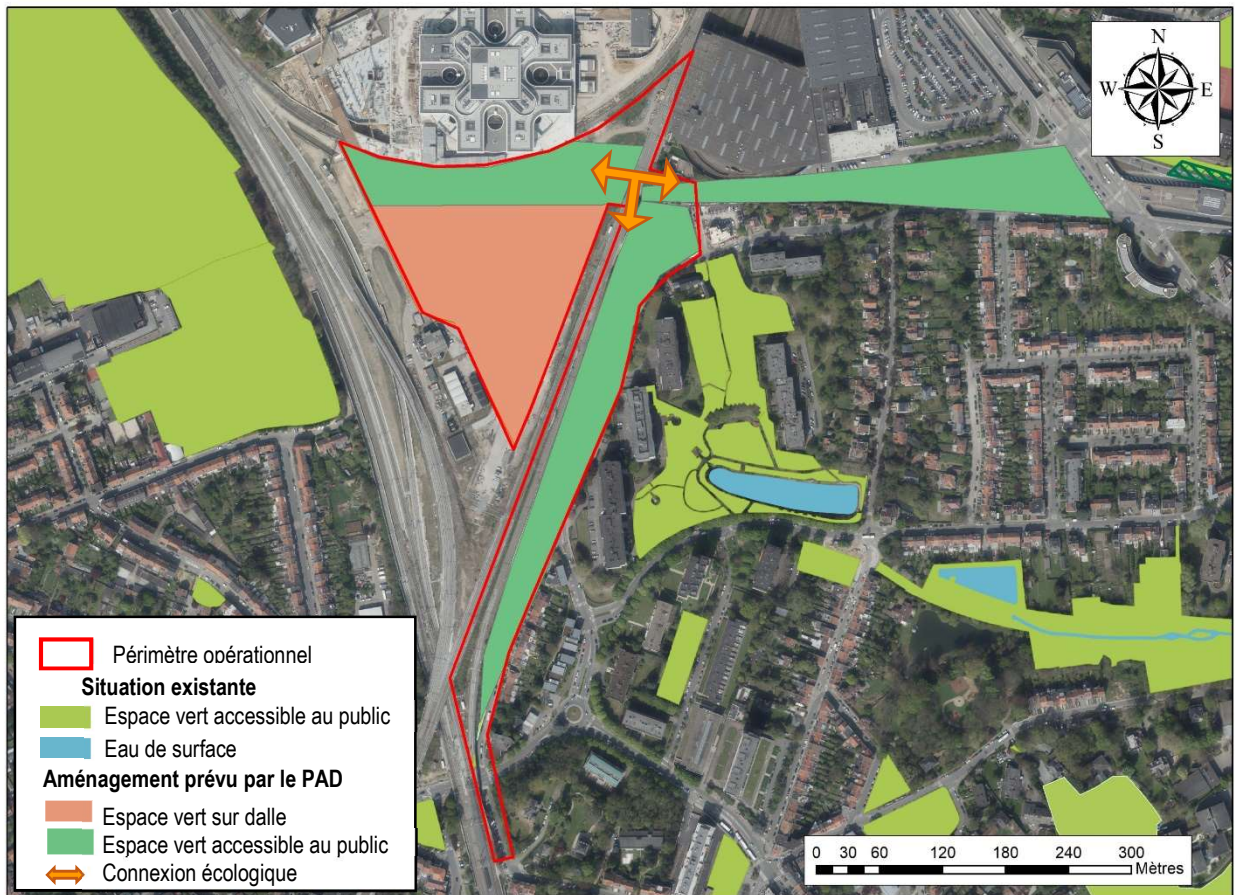 N
W E
S
Périmètre opérationnel
Situation existante
Espace vert accessible au public
Eau de surface
Aménagement prévu par le PAD
Espace vert sur dalle
Espace vert accessible au public
Connexion écologique
0 30 60 120 180 240 300
Mètres